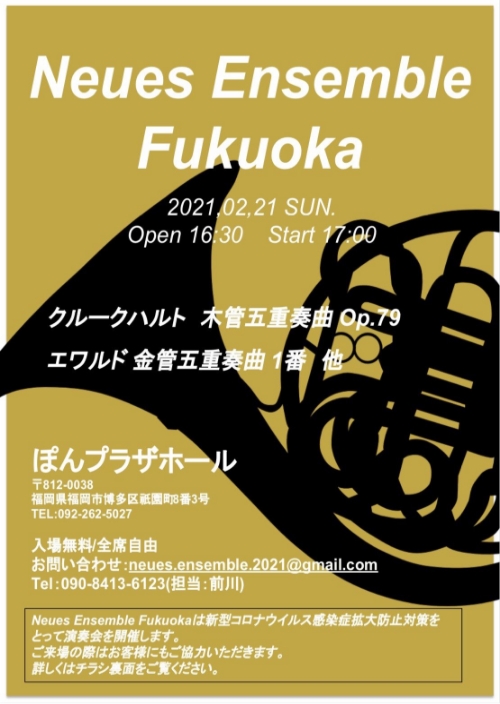 Neues Ensemble
Fukuoka
2021,02,21 SUN.
Open 16:30 Start 17:00
クルークハルト 木管五重奏曲 Op.79
エワルド 金管五重奏曲 1番 他
ぽんプラザホール
〒812-0038
福岡県福岡市博多区祇園町8番3号
TEL:092-262-5027
入場無料/全席自由
お問い合わせ:neues.ensemble.2021@gmail.com
Tel:090-8413-6123(担当:前川)
Neues Ensemble Fukuokaは新型コロナウイルス感染症拡大防止対策を
とって演奏会を開催します。
ご来場の際はお客様にもご協力いただきます。
詳しくはチラシ裏面をご覧ください。